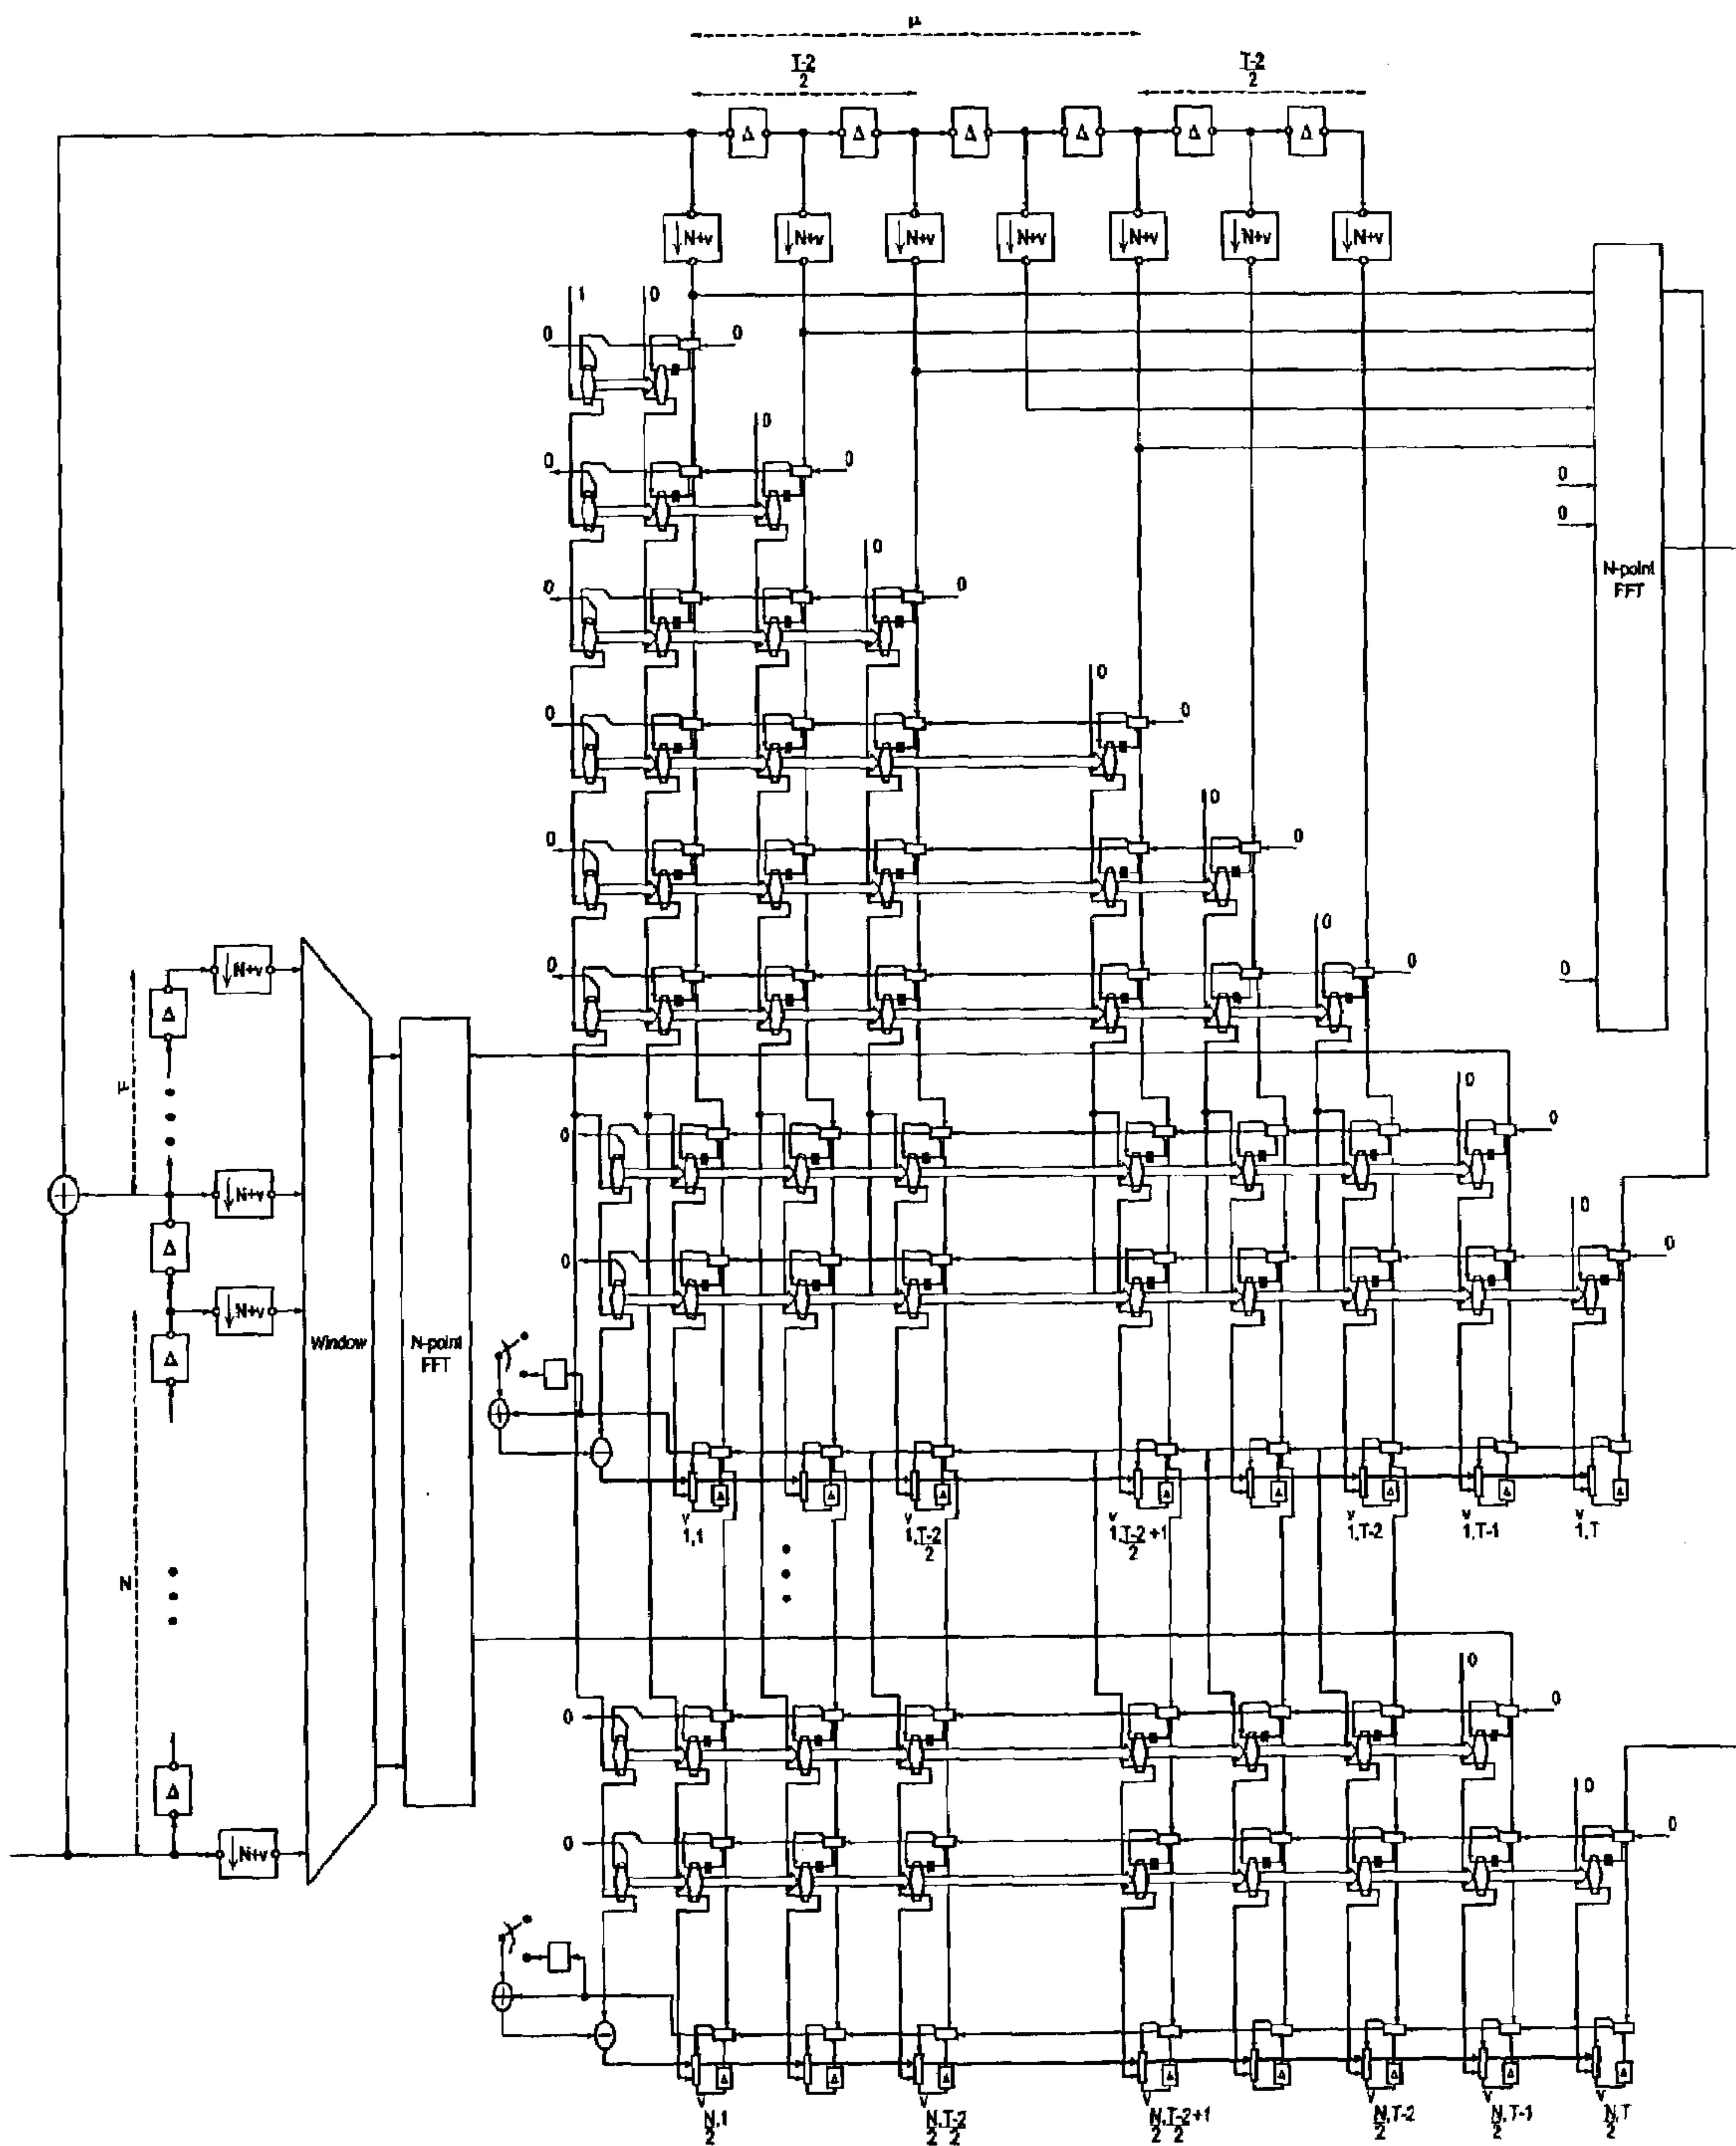 μ
T-2
2
T-2
2
Δ Δ Δ Δ Δ Δ
↓N+v ↓N+v ↓N+v ↓N+v ↓N+v ↓N+v ↓N+v
1 0
0 0
0
0 0
0
0
0
0 0
N-point
FFT
0
0 0
0
0 0
0
0 0
0
↓N+v
Δ
F
0
0 0
↓N+v
0
Δ
0 0
↓N+v
Δ
Window
N-point
FFT
Δ Δ Δ Δ Δ Δ Δ Δ
v
1,1
v
1,T-2
2
v
1,T-2+1
2
v
1,T-2
v
1,T-1
v
1,T
N
0
0 0
Δ
0
0 0
↓N+v
Δ Δ Δ Δ Δ Δ Δ Δ
v
N,1
2
v
N,T-2
2 2
v
N,T-2+1
2 2
v
N,T-2
2
v
N,T-1
2
v
N,T
2